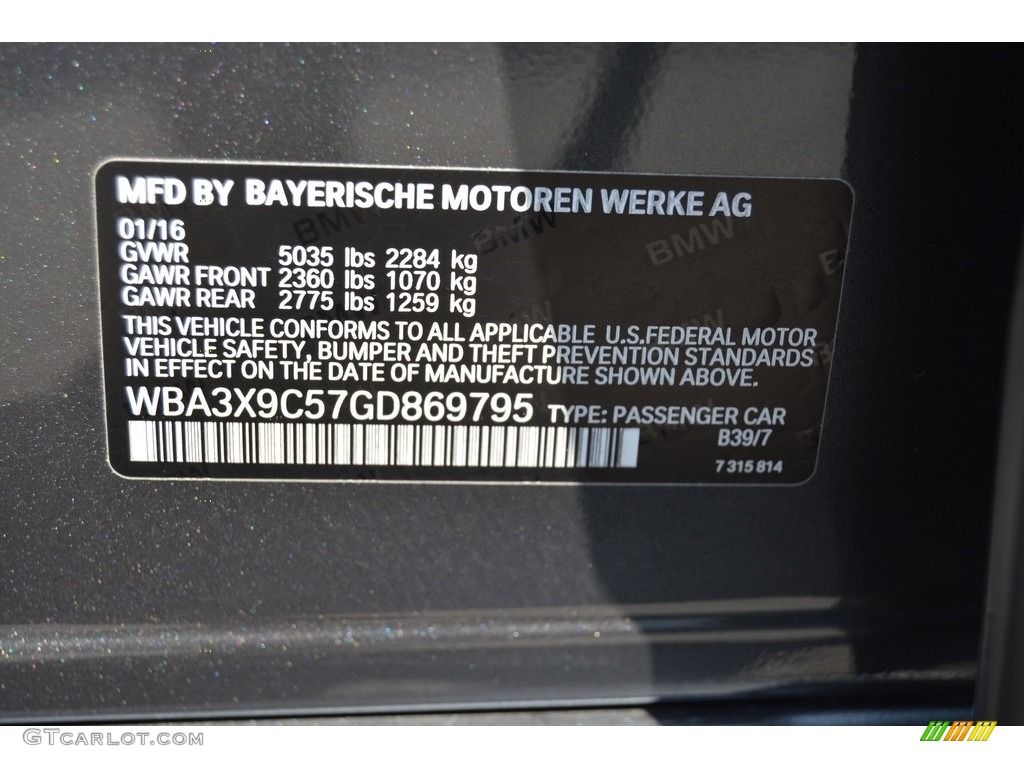 MFD BY BAYERISCHE MOTOREN WERKE AG
01/16
GVWR 5035 lbs 2284 kg
GAWR FRONT 2360 lbs 1070 kg
GAWR REAR 2775 lbs 1259 kg
THIS VEHICLE CONFORMS TO ALL APPLICABLE U.S.FEDERAL MOTOR
VEHICLE SAFETY, BUMPER AND THEFT PREVENTION STANDARDS
IN EFFECT ON THE DATE OF MANUFACTURE SHOWN ABOVE.
WBA3X9C57GD869795 TYPE: PASSENGER CAR
B39/7
7 315 814
BMW BMW BMW
GTCARLOT.COM